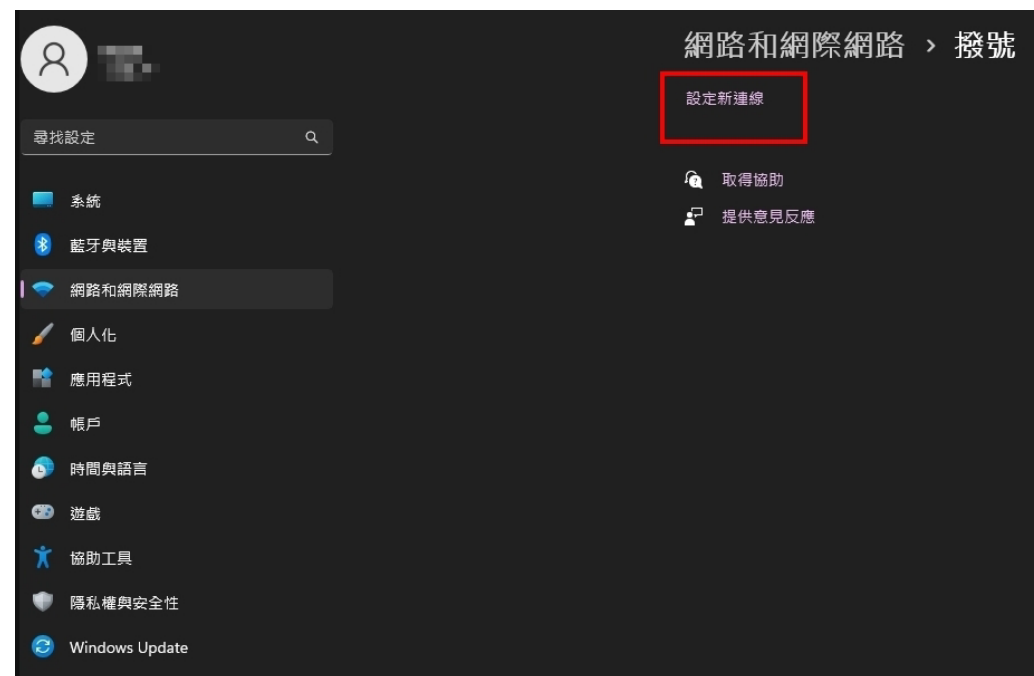 網路和網際網路 › 撥號
設定新連線
尋找設定
取得協助
提供意見反應
系統
藍牙與裝置
網路和網際網路
個人化
應用程式
帳戶
時間與語言
遊戲
協助工具
隱私權與安全性
Windows Update